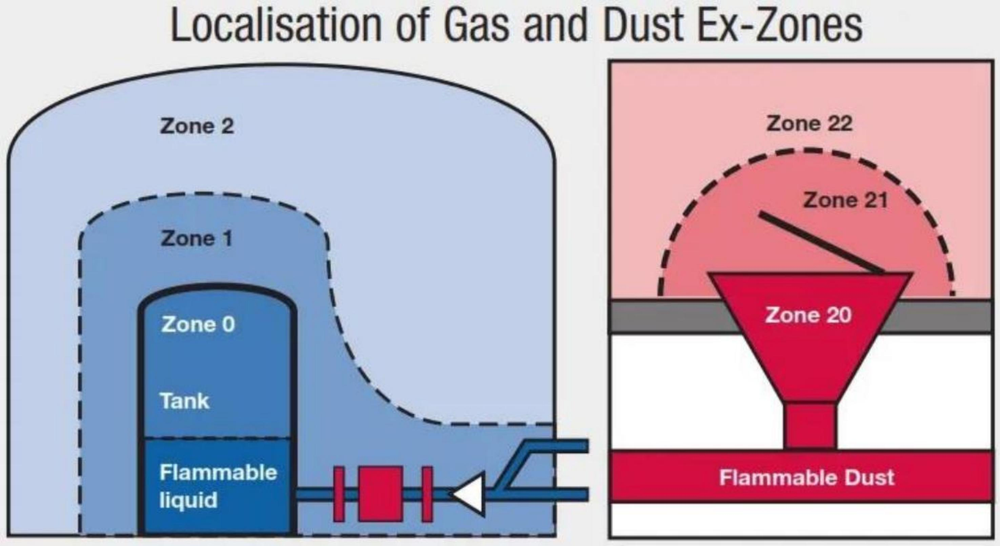 Localisation of Gas and Dust Ex-Zones
Zone 2
Zone 1
Zone 0
Tank
Flammable
liquid
Zone 22
Zone 21
Zone 20
Flammable Dust